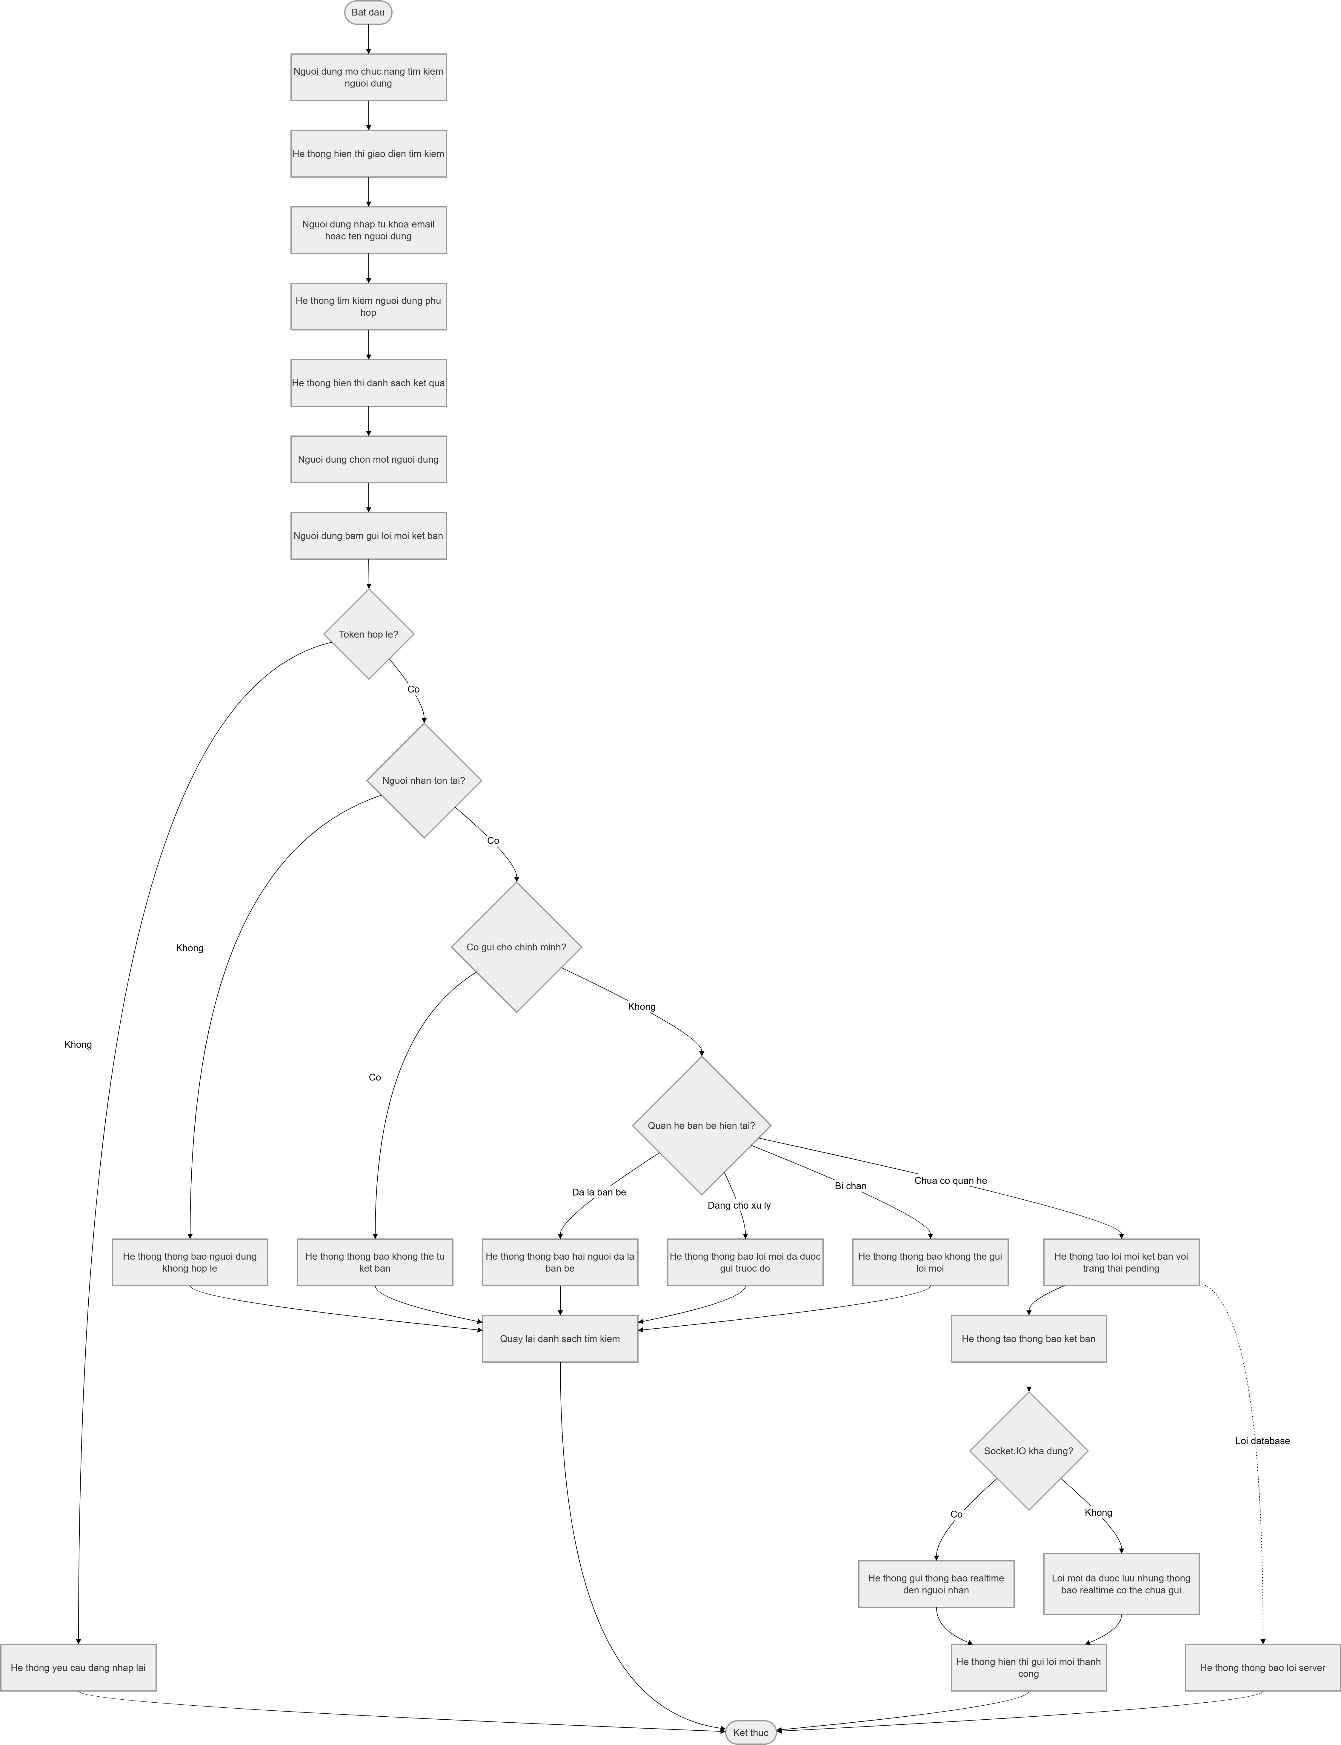 Bat dau
Nguoi dung mo chuc nang tim kiem
nguoi dung
He thong hien thi giao dien tim kiem
Nguoi dung nhap tu khoa email
hoac ten nguoi dung
He thong tim kiem nguoi dung phu
hop
He thong hien thi danh sach ket qua
Nguoi dung chon mot nguoi dung
Nguoi dung bam gui loi moi ket ban
Token hop le?
Co
Nguoi nhan ton tai?
Co
Co gui cho chinh minh?
Khong
Khong
Khong
Co
Quan he ban be hien tai?
Da la ban be
Dang cho xu ly
Bi chan
Chua co quan he
He thong thong bao nguoi dung
khong hop le
He thong thong bao khong the tu
ket ban
He thong thong bao hai nguoi da la
ban be
He thong thong bao loi moi da duoc
gui truoc do
He thong thong bao khong the gui
loi moi
He thong tao loi moi ket ban voi
trang thai pending
Quay lai danh sach tim kiem
He thong tao thong bao ket ban
Socket.IO kha dung?
Loi database
Co
Khong
He thong gui thong bao realtime
den nguoi nhan
Loi moi da duoc luu nhung thong
bao realtime co the chua gui
He thong yeu cau dang nhap lai
He thong hien thi gui loi moi thanh
cong
He thong thong bao loi server
Ket thuc